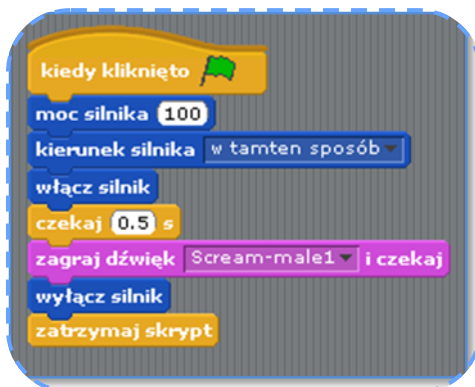 kiedy kliknięto
moc silnika 100
kierunek silnika w tamten sposób
włącz silnik
czekaj 0.5 s
zagraj dźwięk Scream-male1 i czekaj
wyłącz silnik
zatrzymaj skrypt